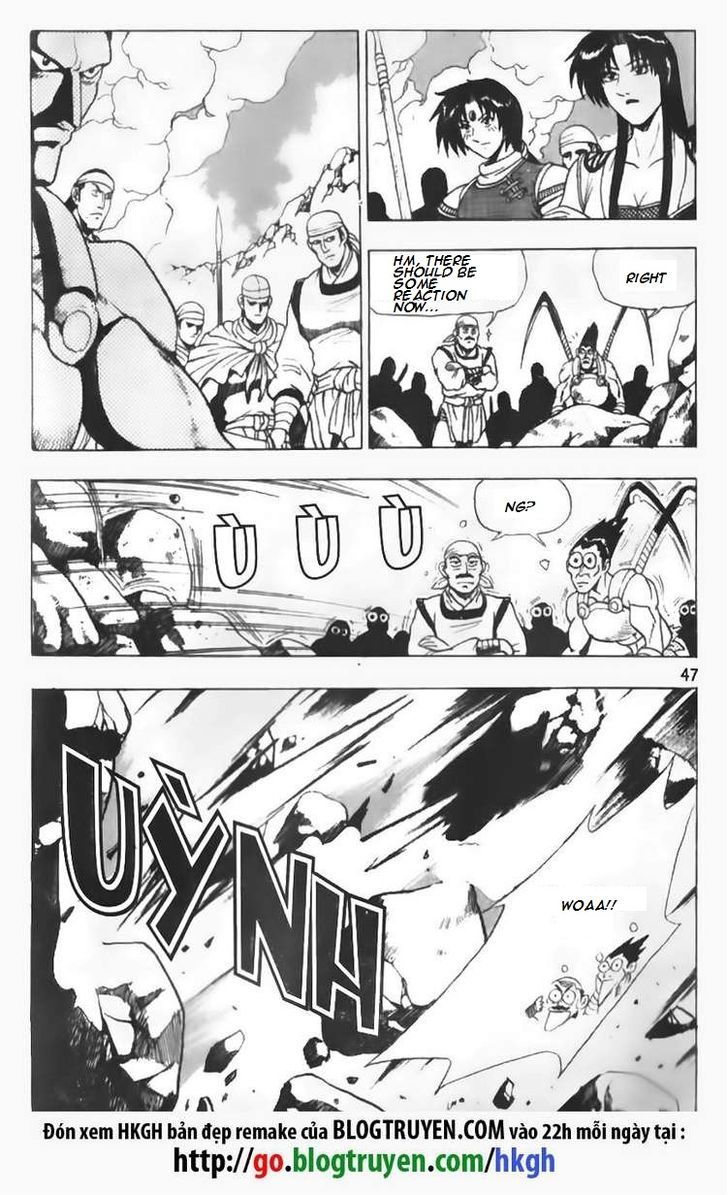 HM, THERE
SHOULD BE
SOME
REACTION
NOW...
RIGHT
Ù Ù Ù
NG?
47
UỲNH
WOAA!!
Đón xem HKGH bản đẹp remake của BLOGTRUYEN.COM vào 22h mỗi ngày tại :
http://go.blogtruyen.com/hkgh